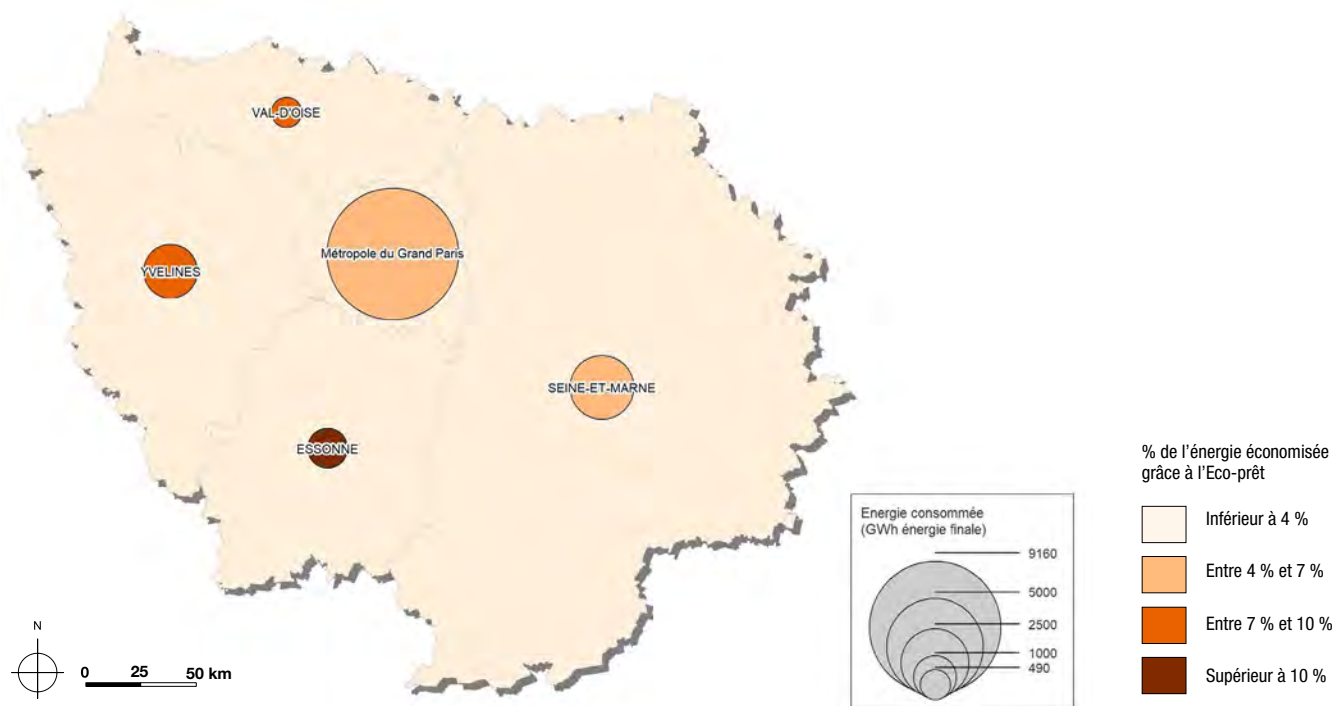 VAL-D'OISE
Métropole du Grand Paris
YVELINES
SEINE-ET-MARNE
ESSONNE
N
0 25 50 km
Energie consommée
(GWh énergie finale)
9160
5000
2500
1000
490
% de l'énergie économisée
grâce à l'Eco-prêt
Inférieur à 4 %
Entre 4 % et 7 %
Entre 7 % et 10 %
Supérieur à 10 %